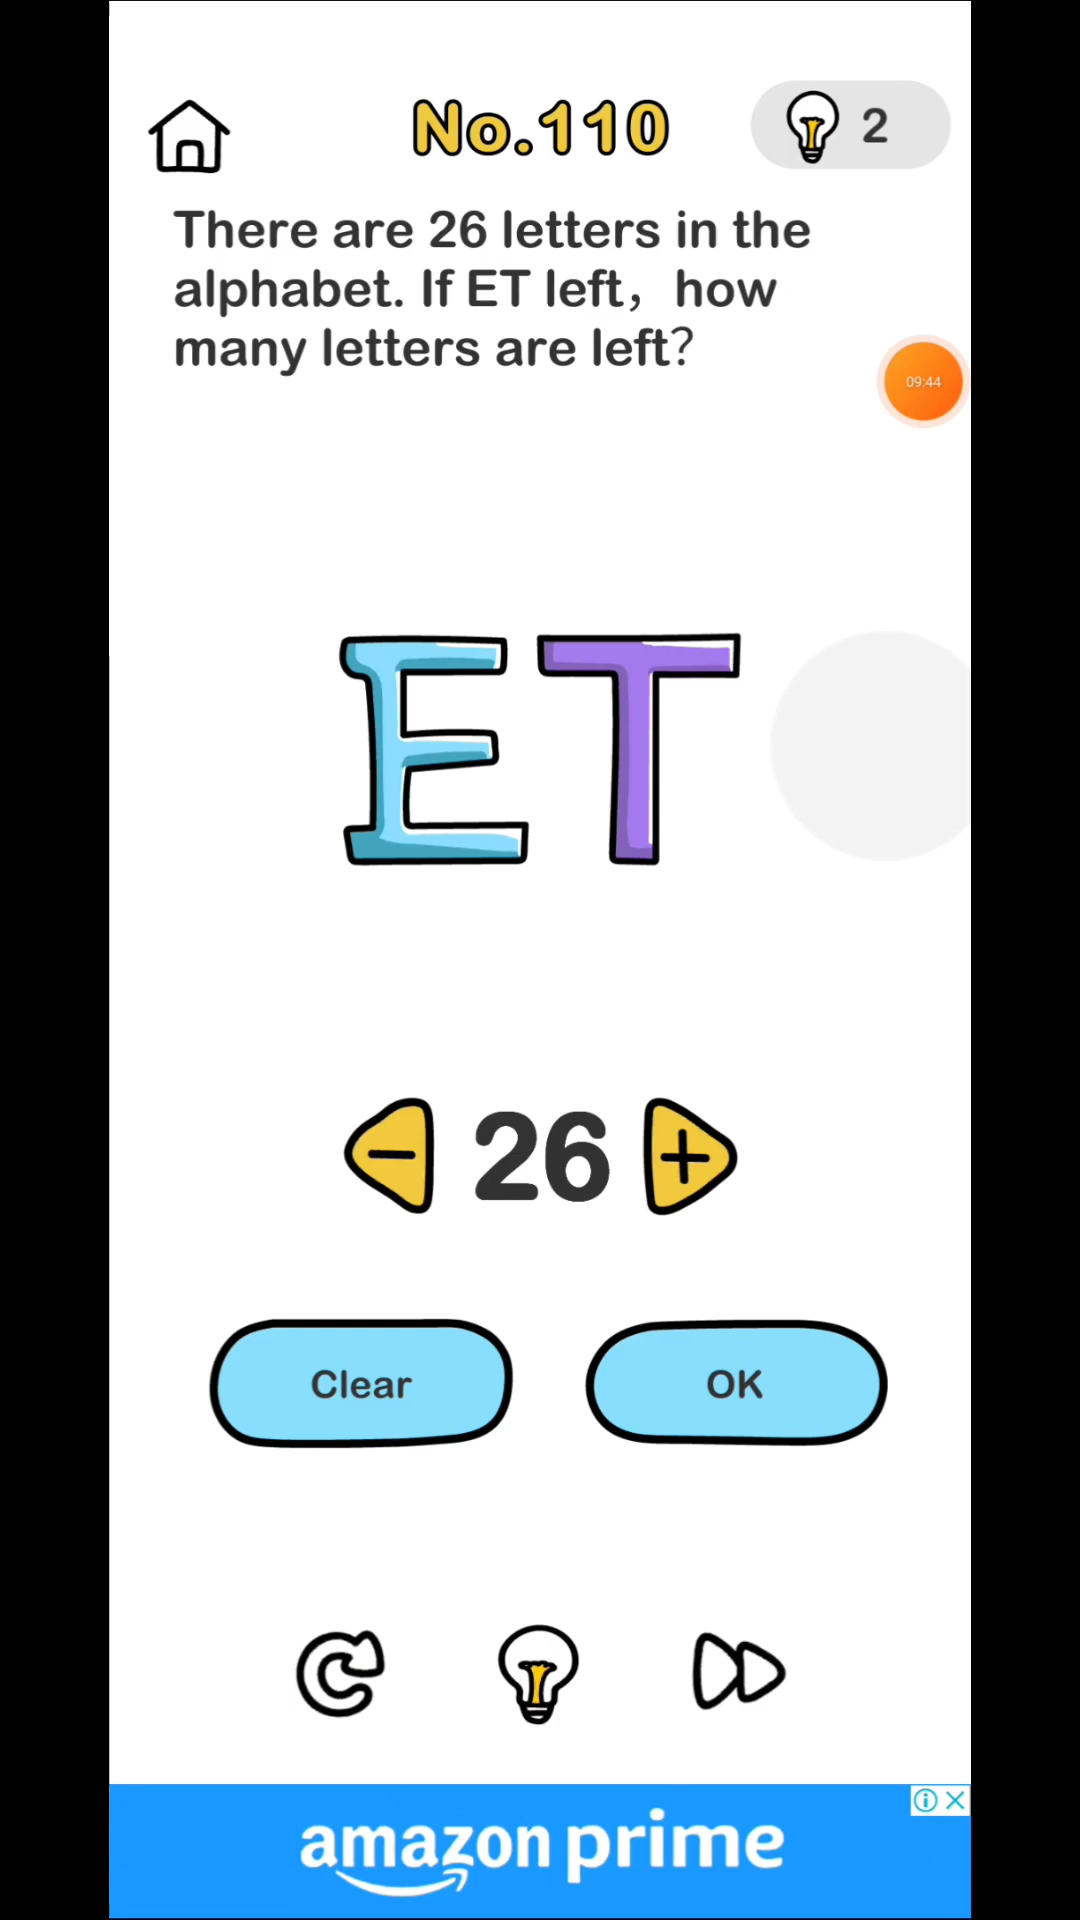 No.110
2
There are 26 letters in the
alphabet. If ET left, how
many letters are left?
09:44
ET
− 26 +
Clear
OK
amazon prime